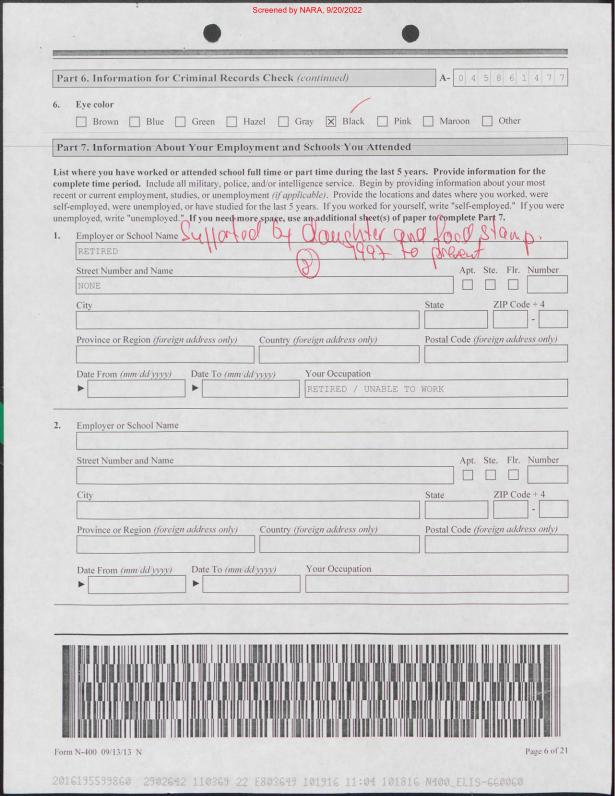 Screened by NARA, 9/20/2022
Part 6. Information for Criminal Records Check (continued) A- 0 4 5 8 6 1 4 7 7
6. Eye color
Brown Blue Green Hazel Gray X Black Pink Maroon Other
Part 7. Information About Your Employment and Schools You Attended
List where you have worked or attended school full time or part time during the last 5 years. Provide information for the
complete time period. Include all military, police, and/or intelligence service. Begin by providing information about your most
recent or current employment, studies, or unemployment (if applicable). Provide the locations and dates where you worked, were
self-employed, were unemployed, or have studied for the last 5 years. If you worked for yourself, write "self-employed." If you were
unemployed, write "unemployed." If you need more space, use an additional sheet(s) of paper to complete Part 7.
1. Employer or School Name Supported by daughter and food stamp.
RETIRED 1997 to present
Street Number and Name Apt. Ste. Flr. Number
NONE
City State ZIP Code + 4
-
Province or Region (foreign address only) Country (foreign address only) Postal Code (foreign address only)
Date From (mm/dd/yyyy) Date To (mm/dd/yyyy) Your Occupation
RETIRED / UNABLE TO WORK
2. Employer or School Name
Street Number and Name Apt. Ste. Flr. Number
City State ZIP Code + 4
-
Province or Region (foreign address only) Country (foreign address only) Postal Code (foreign address only)
Date From (mm/dd/yyyy) Date To (mm/dd/yyyy) Your Occupation
Form N-400 09/13/13 N Page 6 of 21
2016195599860 2902642 110369 22 E803649 101916 11:04 101816 N400_ELIS-660060